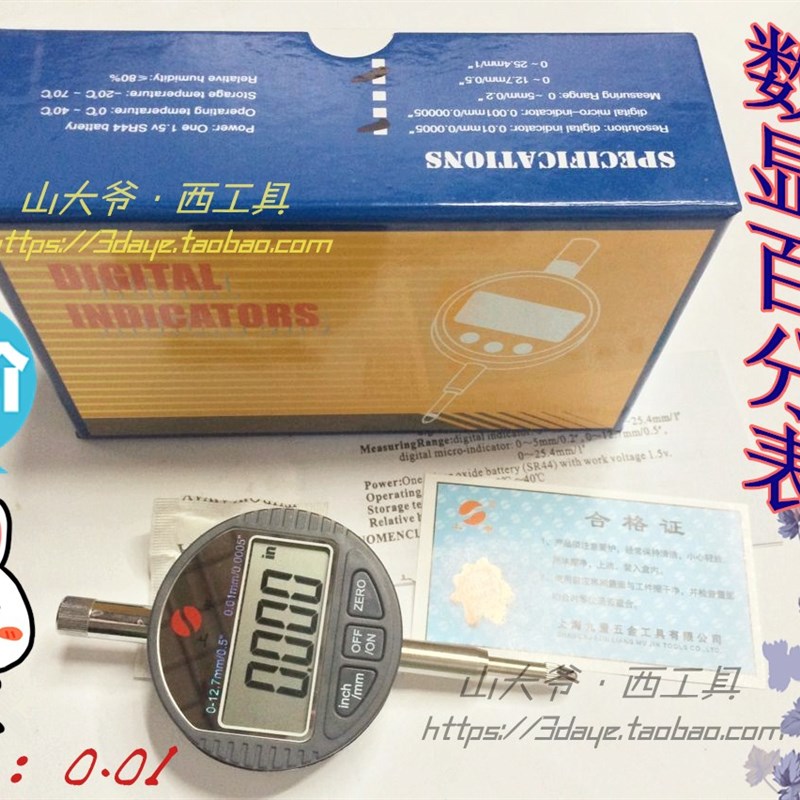 SPECIFICATIONS
Resolution: digital indicator: 0.01mm/0.0005"
digital micro-indicator: 0.001mm/0.00005"
Measuring Range: 0~5mm/0.2"
0~12.7mm/0.5"
0~25.4mm/1"
Power: One 1.5v SR44 battery
Operating temperature: 0℃ ~ 40℃
Storage temperature: -20℃ ~ 70℃
Relative humidity: ≤80%
数显百分表
山大爷·西工具
https://3daye.taobao.com
DIGITAL
INDICATORS
价
~25.4mm/1"
MeasuringRange:digital indicat
digital micro-indicator: 0~5mm/0.2", 0~12.7mm/0.5",
0~25.4mm/1"
Power:One
oxide battery (SR44) with work voltage 1.5v.
Operating
40℃
Storage te
Relative h
NOMENCL
合格证
上海九量五金工具有限公司
in
0.000
0.01mm/0.0005"
0-12.7mm/0.5"
ZERO
OFF
/ON
inch
/mm
山大爷·西工具
https://3daye.taobao.com
: 0.01